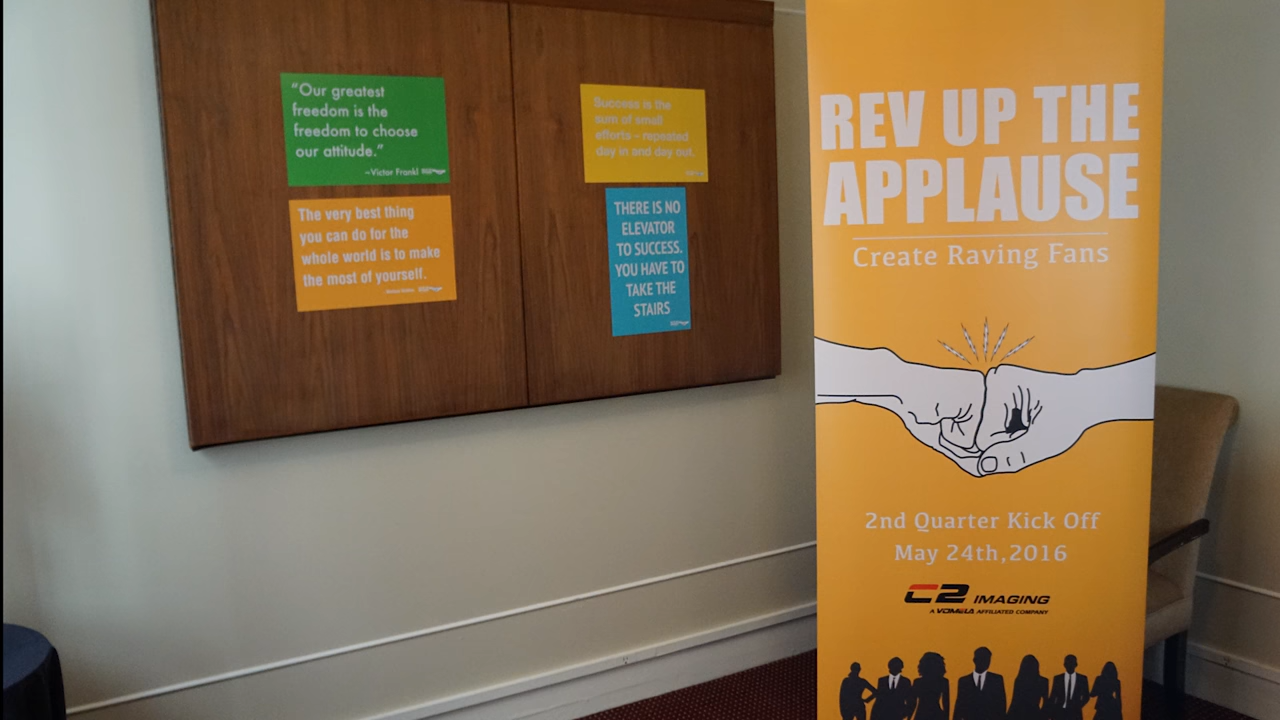 “Our greatest
freedom is the
freedom to choose
our attitude.”
~Victor Frankl
The very best thing
you can do for the
whole world is to make
the most of yourself.
Success is the
sum of small
efforts – repeated
day in and day out.
THERE IS NO
ELEVATOR
TO SUCCESS.
YOU HAVE TO
TAKE THE
STAIRS
REV UP THE
APPLAUSE
Create Raving Fans
2nd Quarter Kick Off
May 24th,2016
C2 IMAGING
A VOMELA AFFILIATED COMPANY